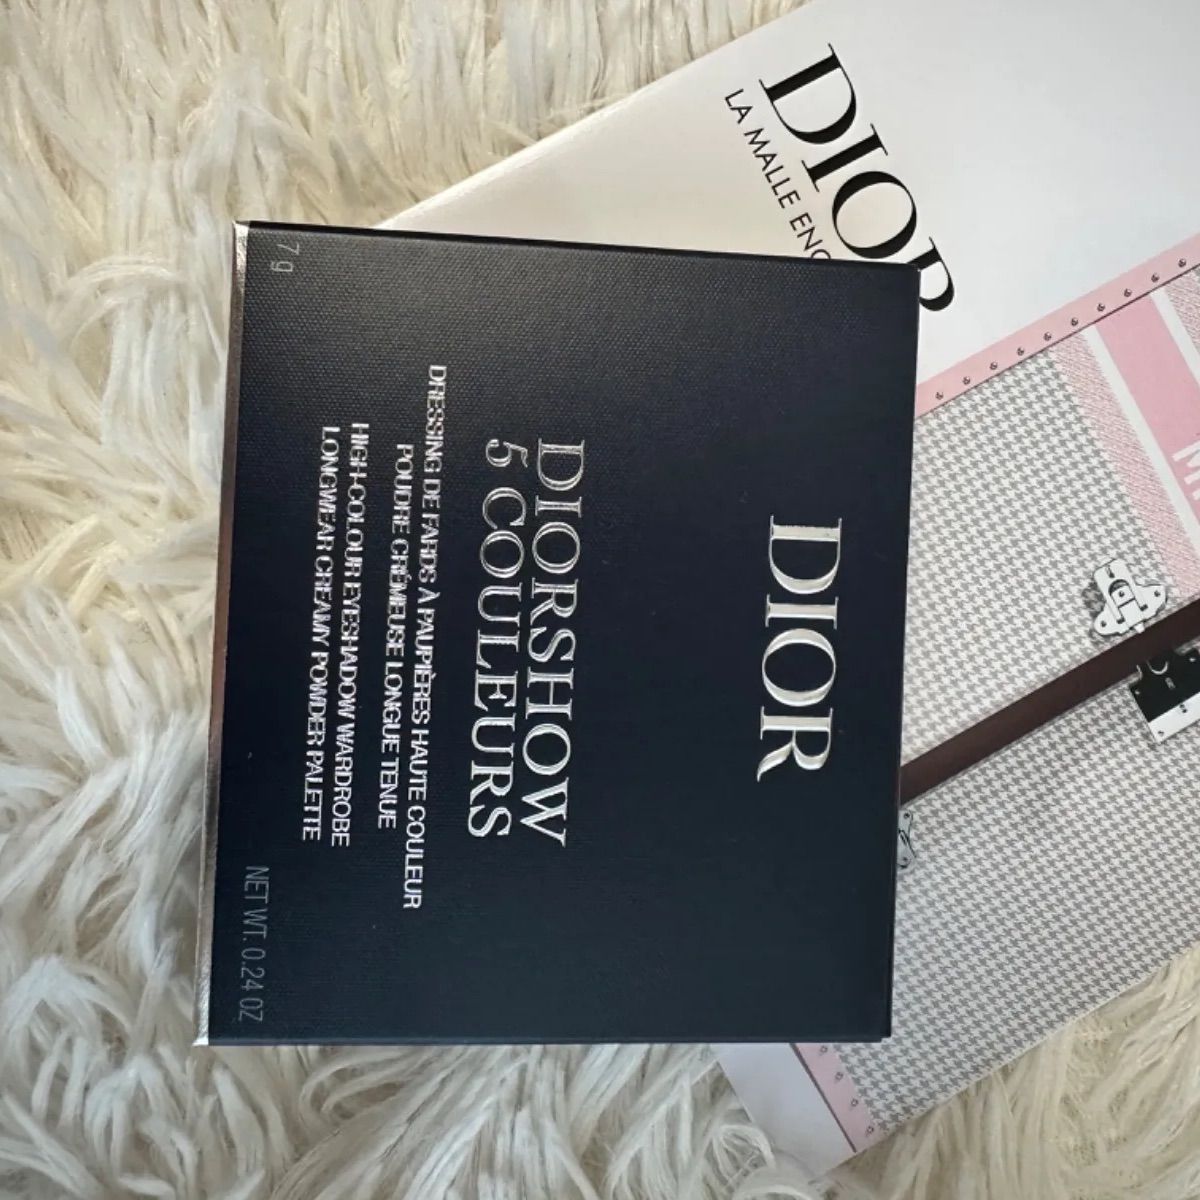 DIOR
DIORSHOW
5 COULEURS
DRESSING DE FARDS À PAUPIÈRES HAUTE COULEUR
POUDRE CRÉMEUSE LONGUE TENUE
HIGH-COLOUR EYESHADOW WARDROBE
LONGWEAR CREAMY POWDER PALETTE
7 g
NET WT. 0.24 OZ
DIOR
LA MALLE